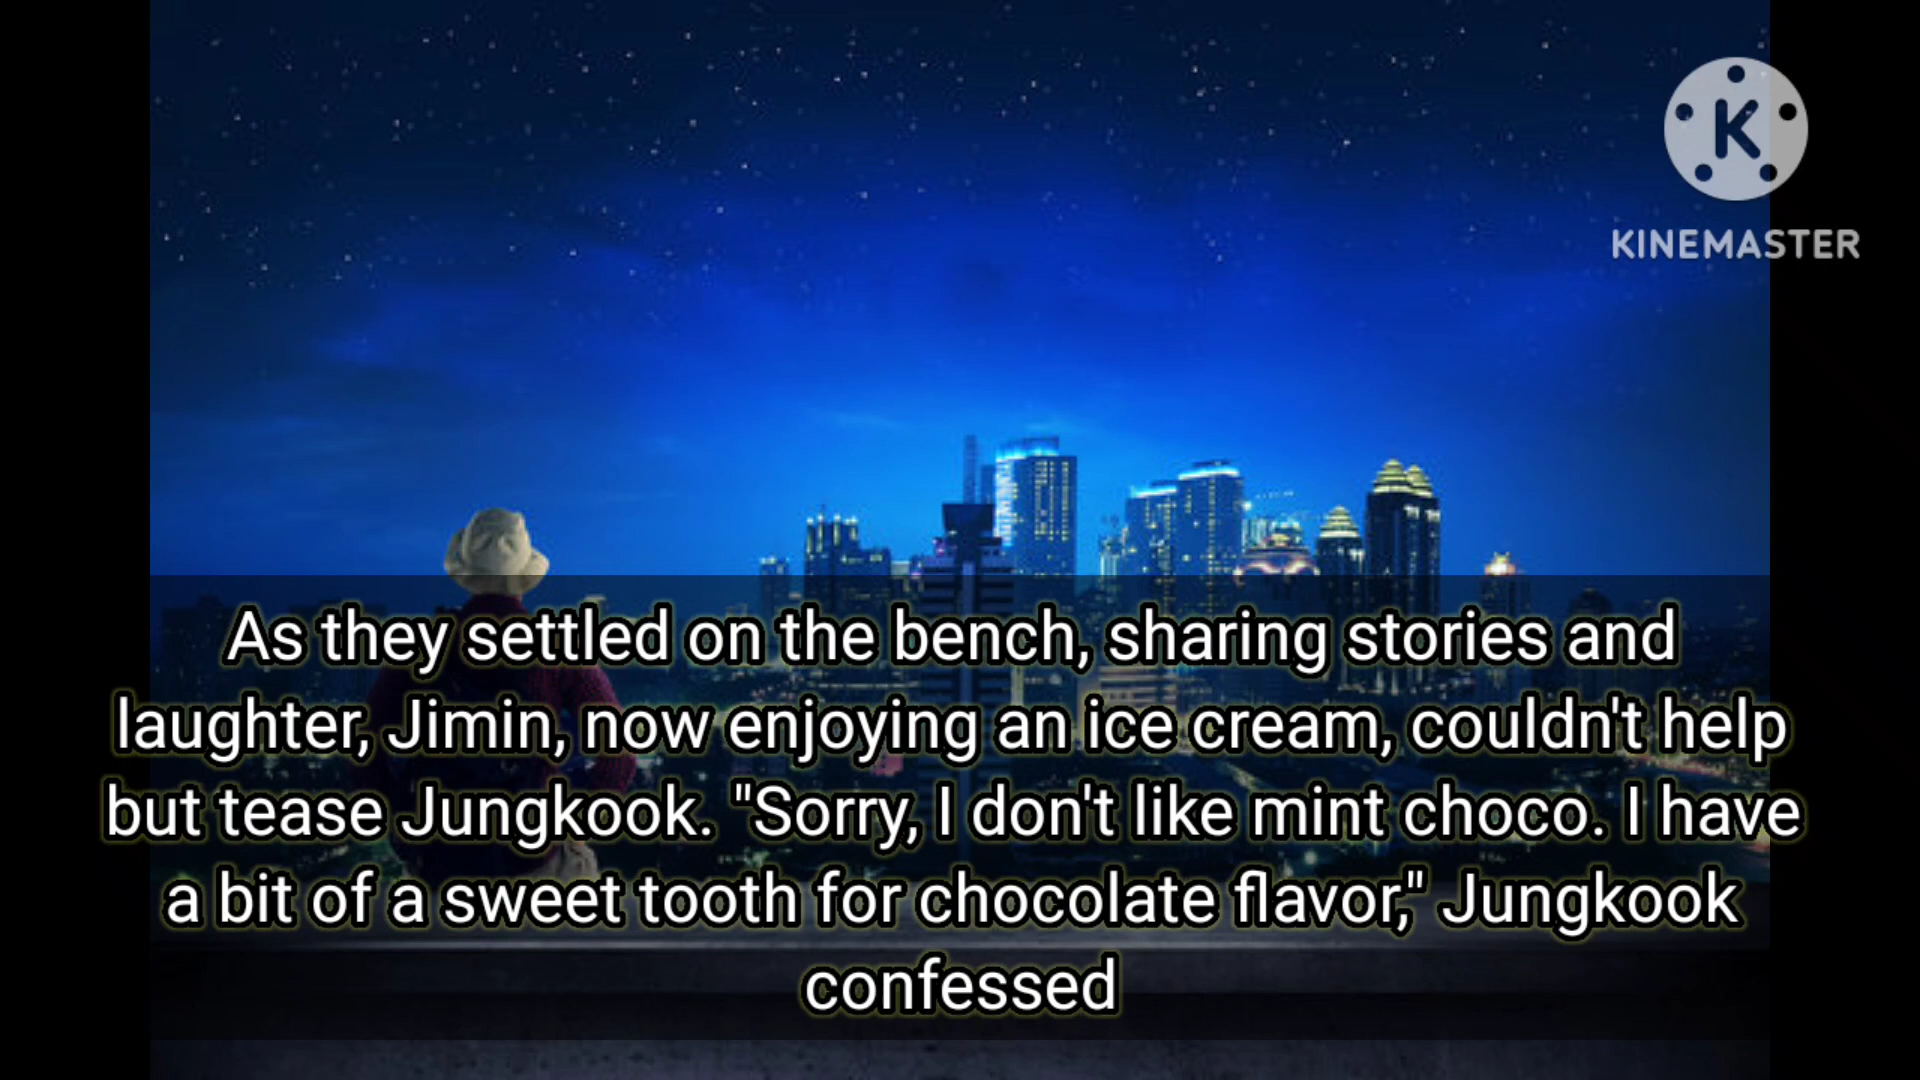 K
KINEMASTER
As they settled on the bench, sharing stories and
laughter, Jimin, now enjoying an ice cream, couldn't help
but tease Jungkook. "Sorry, I don't like mint choco. I have
a bit of a sweet tooth for chocolate flavor," Jungkook
confessed